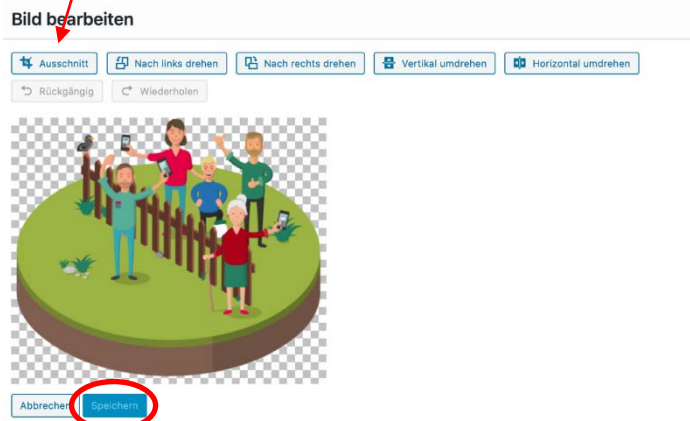 Bild bearbeiten
Ausschnitt Nach links drehen Nach rechts drehen Vertikal umdrehen Horizontal umdrehen
Rückgängig Wiederholen
Abbrechen Speichern